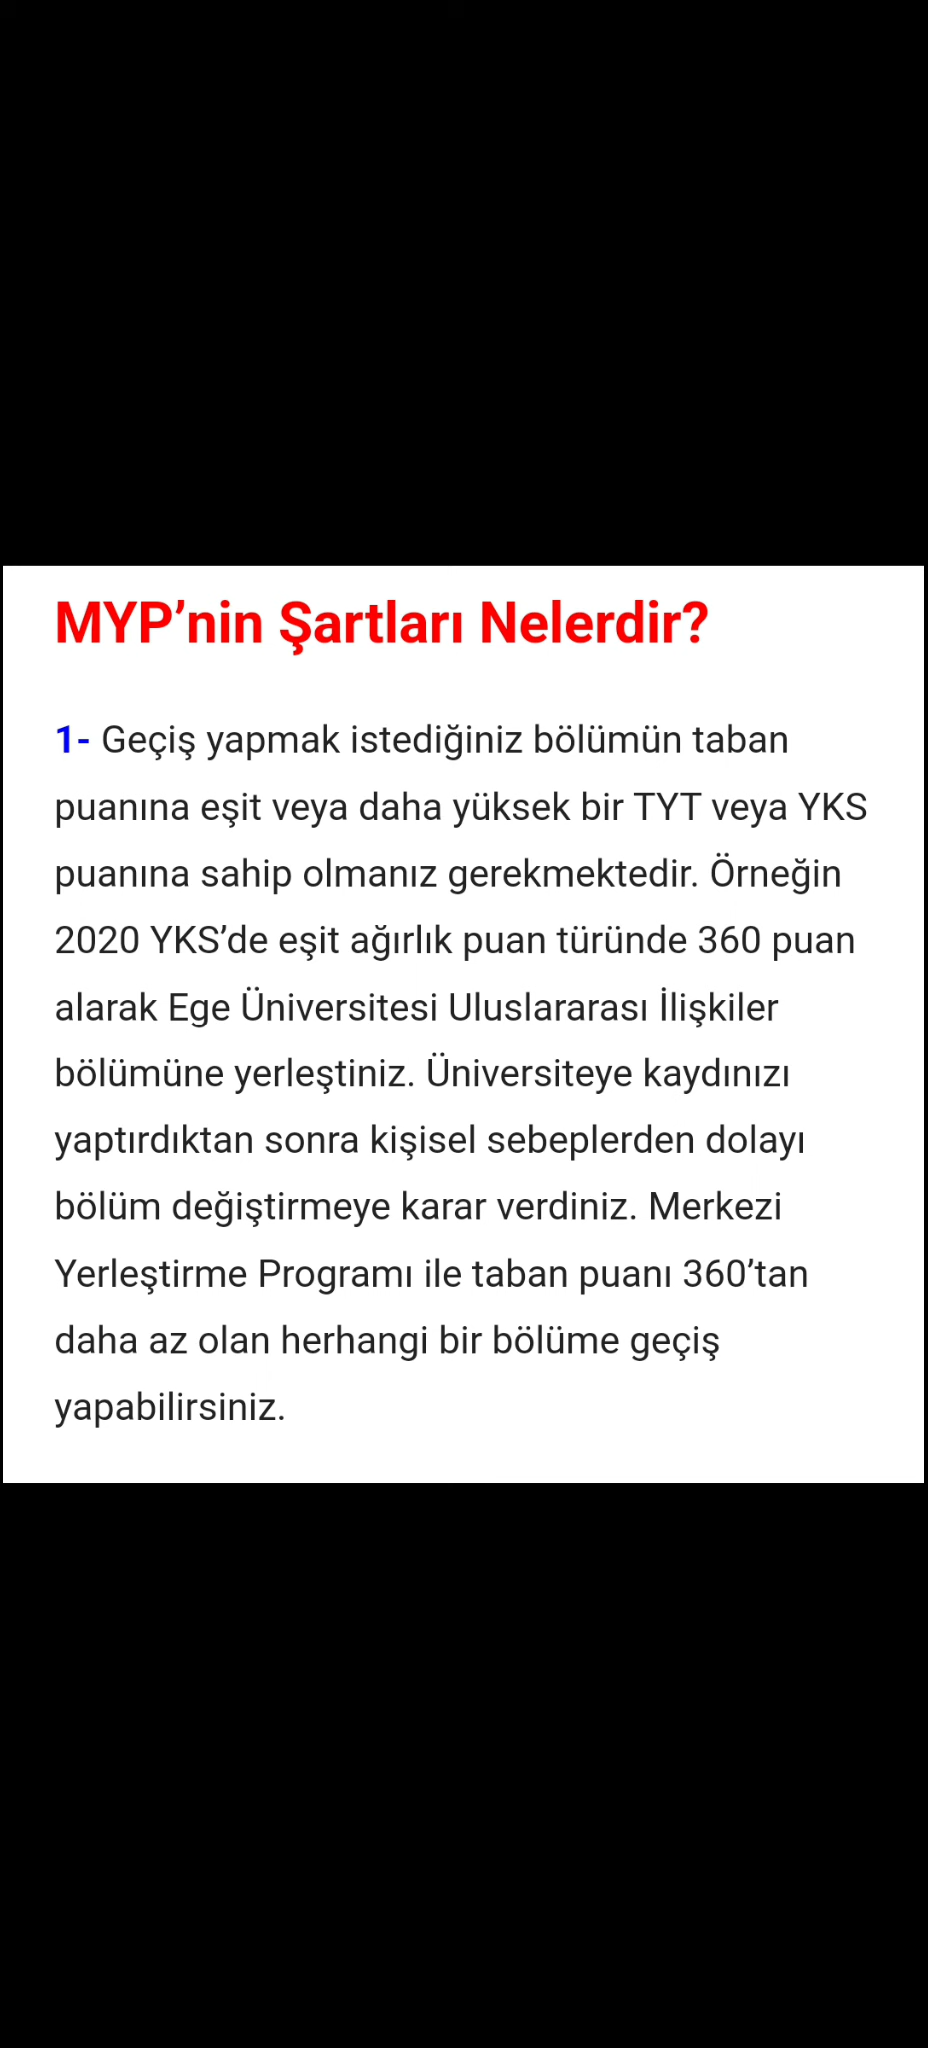 MYP’nin Şartları Nelerdir?
1- Geçiş yapmak istediğiniz bölümün taban
puanına eşit veya daha yüksek bir TYT veya YKS
puanına sahip olmanız gerekmektedir. Örneğin
2020 YKS’de eşit ağırlık puan türünde 360 puan
alarak Ege Üniversitesi Uluslararası İlişkiler
bölümüne yerleştiniz. Üniversiteye kaydınızı
yaptırdıktan sonra kişisel sebeplerden dolayı
bölüm değiştirmeye karar verdiniz. Merkezi
Yerleştirme Programı ile taban puanı 360’tan
daha az olan herhangi bir bölüme geçiş
yapabilirsiniz.